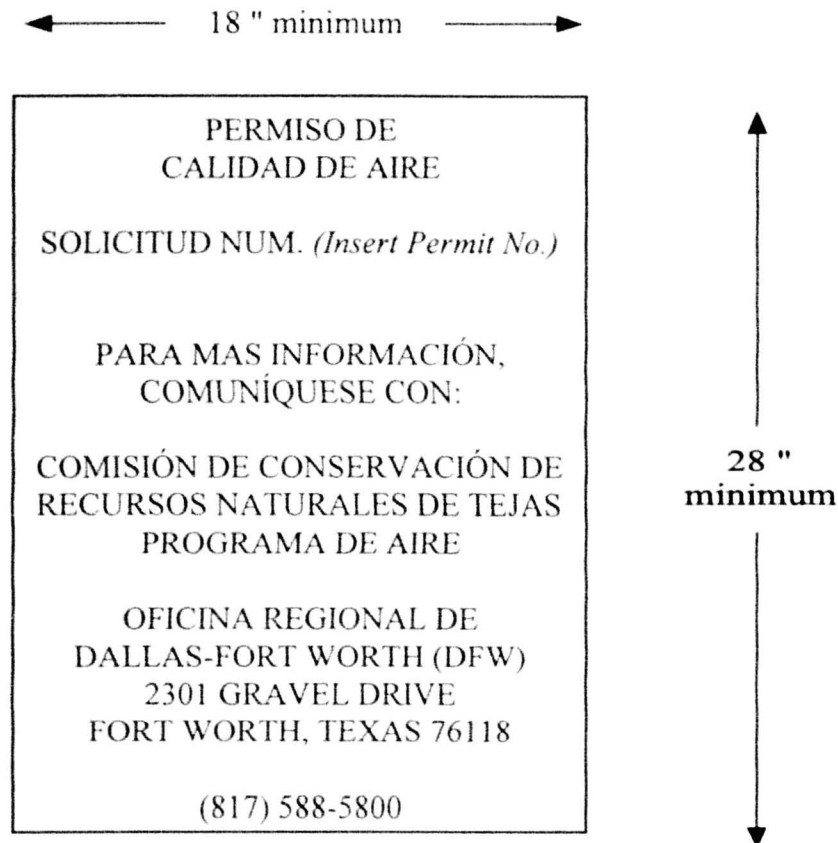 18 " minimum
PERMISO DE
CALIDAD DE AIRE
SOLICITUD NUM. (Insert Permit No.)
PARA MAS INFORMACIÓN,
COMUNÍQUESE CON:
COMISIÓN DE CONSERVACIÓN DE
RECURSOS NATURALES DE TEJAS
PROGRAMA DE AIRE
OFICINA REGIONAL DE
DALLAS-FORT WORTH (DFW)
2301 GRAVEL DRIVE
FORT WORTH, TEXAS 76118
(817) 588-5800
28 "
minimum